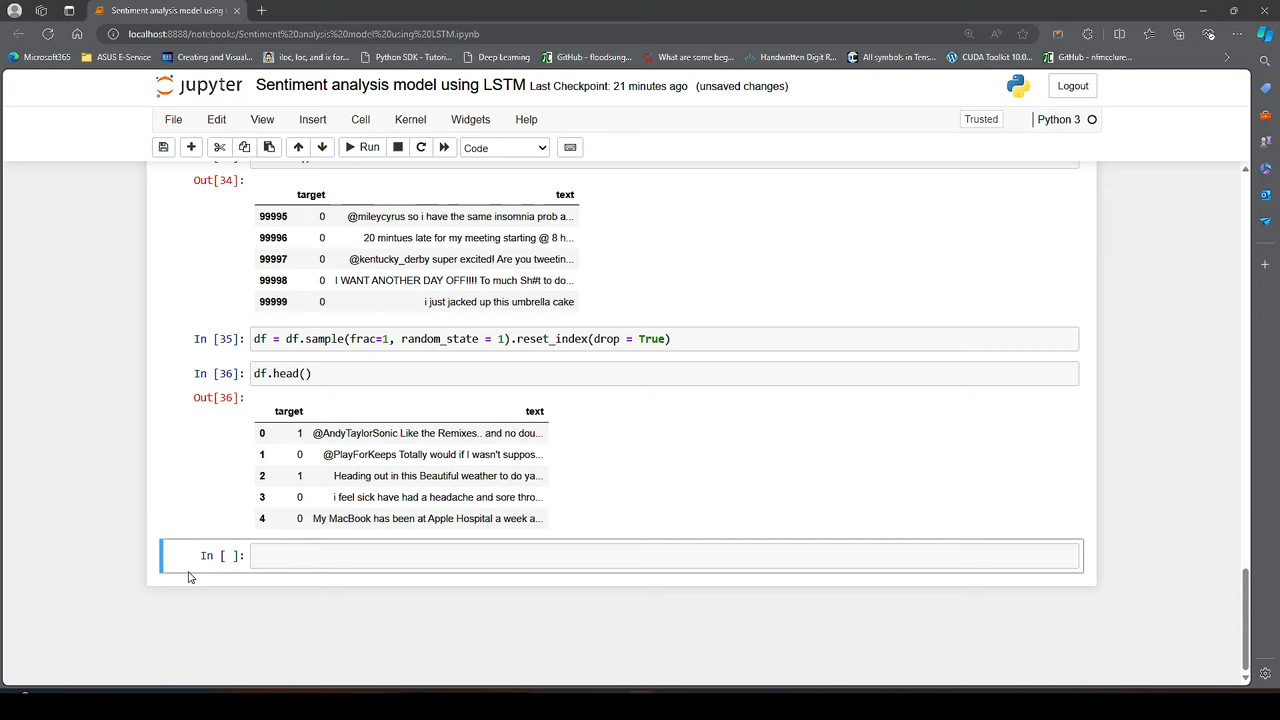 Sentiment analysis model using
localhost:8888/notebooks/Sentiment%20analysis%20model%20using%20LSTM.ipynb
Microsoft365 ASUS E-Service Creating and Visual... iloc, loc, and ix for... Python SDK - Tutori... Deep Learning GitHub - floodsung... What are some beg... Handwritten Digit R... All symbols in Tens... CUDA Toolkit 10.0... GitHub - nfmcclure...
jupyter Sentiment analysis model using LSTM Last Checkpoint: 21 minutes ago (unsaved changes) Logout
File Edit View Insert Cell Kernel Widgets Help Trusted Python 3
Run Code
Out[34]:
target text
99995 0 @mileycyrus so i have the same insomnia prob a...
99996 0 20 mintues late for my meeting starting @ 8 h...
99997 0 @kentucky_derby super excited! Are you tweetin...
99998 0 I WANT ANOTHER DAY OFF!!!! To much Sh#t to do...
99999 0 i just jacked up this umbrella cake
In [35]: df = df.sample(frac=1, random_state = 1).reset_index(drop = True)
In [36]: df.head()
Out[36]:
target text
0 1 @AndyTaylorSonic Like the Remixes.. and no dou...
1 0 @PlayForKeeps Totally would if I wasn't suppos...
2 1 Heading out in this Beautiful weather to do ya...
3 0 i feel sick have had a headache and sore thro...
4 0 My MacBook has been at Apple Hospital a week a...
In [ ]: